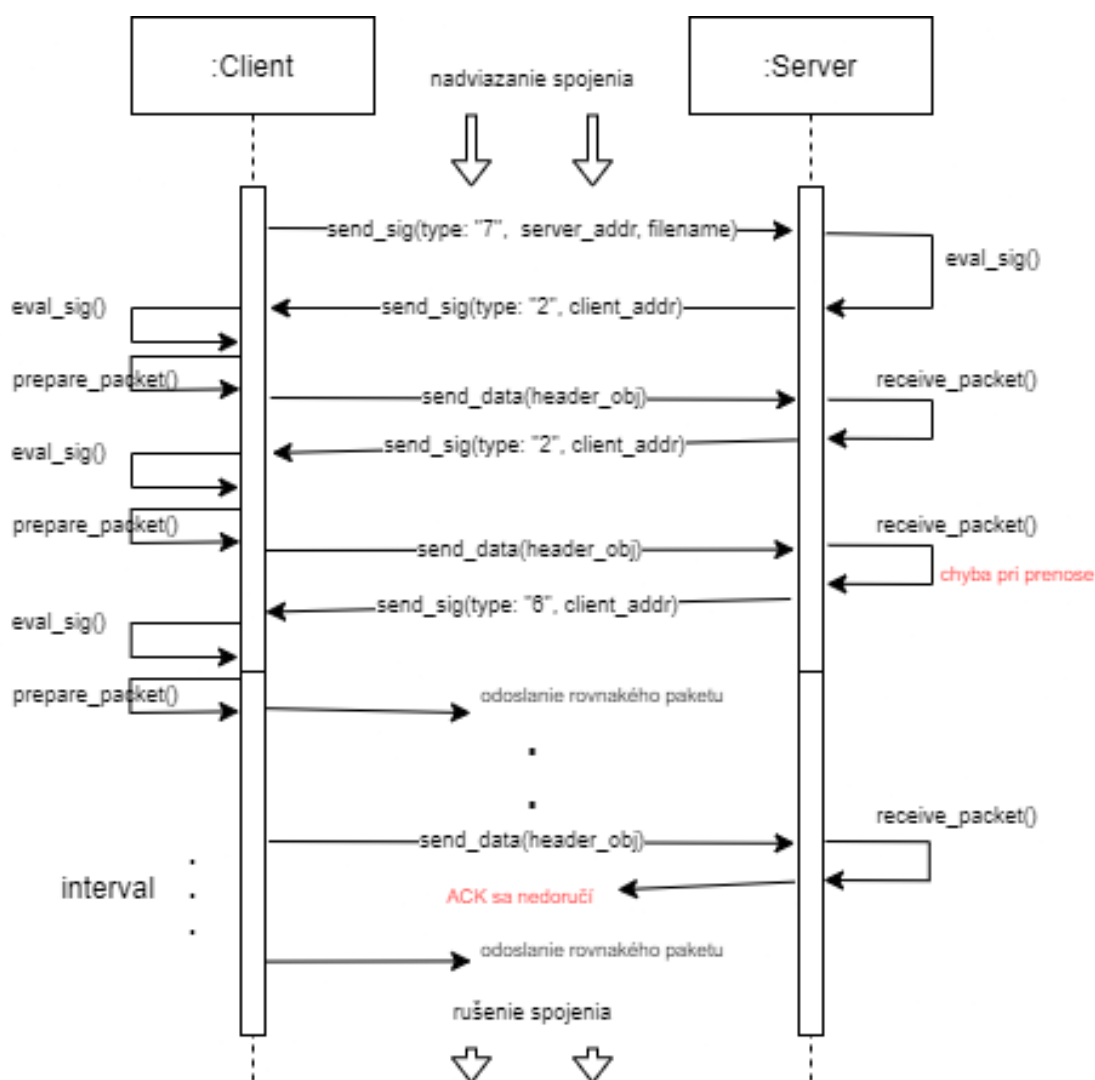 :Client
nadviazanie spojenia
:Server
send_sig(type: "7", server_addr, filename)
eval_sig()
eval_sig()
send_sig(type: "2", client_addr)
prepare_packet()
send_data(header_obj)
receive_packet()
eval_sig()
send_sig(type: "2", client_addr)
prepare_packet()
send_data(header_obj)
receive_packet()
chyba pri prenose
send_sig(type: "6", client_addr)
eval_sig()
prepare_packet()
odoslanie rovnakého paketu
send_data(header_obj)
receive_packet()
interval
ACK sa nedoručí
odoslanie rovnakého paketu
rušenie spojenia